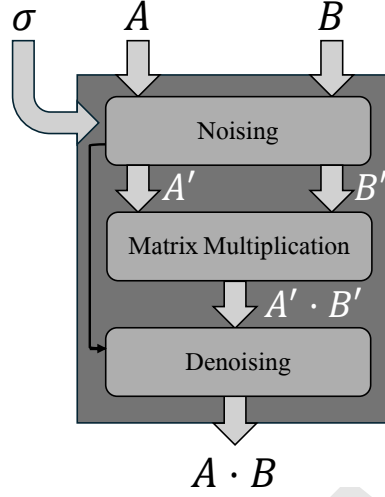 σ A B
Noising
A′ B′
Matrix Multiplication
A′ · B′
Denoising
A · B